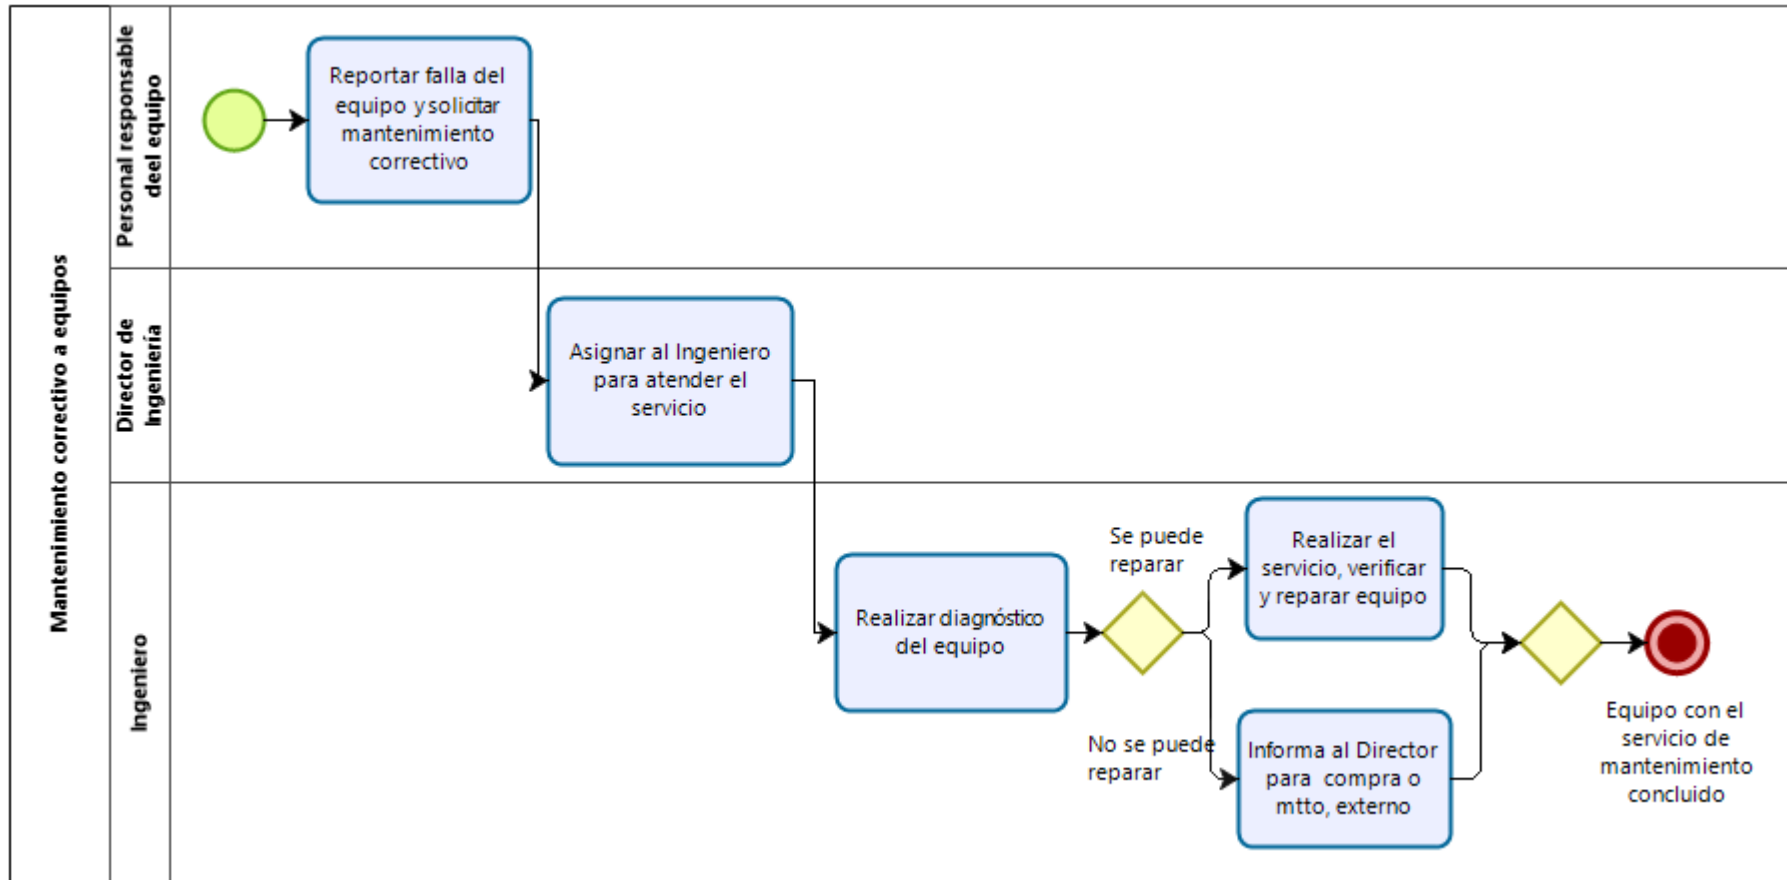 Mantenimiento correctivo a equipos
Personal responsable
deel equipo
Reportar falla del
equipo y solicitar
mantenimiento
correctivo
Director de
Ingeniería
Asignar al Ingeniero
para atender el
servicio
Ingeniero
Realizar diagnóstico
del equipo
Se puede
reparar
No se puede
reparar
Realizar el
servicio, verificar
y reparar equipo
Informa al Director
para compra o
mtto, externo
Equipo con el
servicio de
mantenimiento
concluido